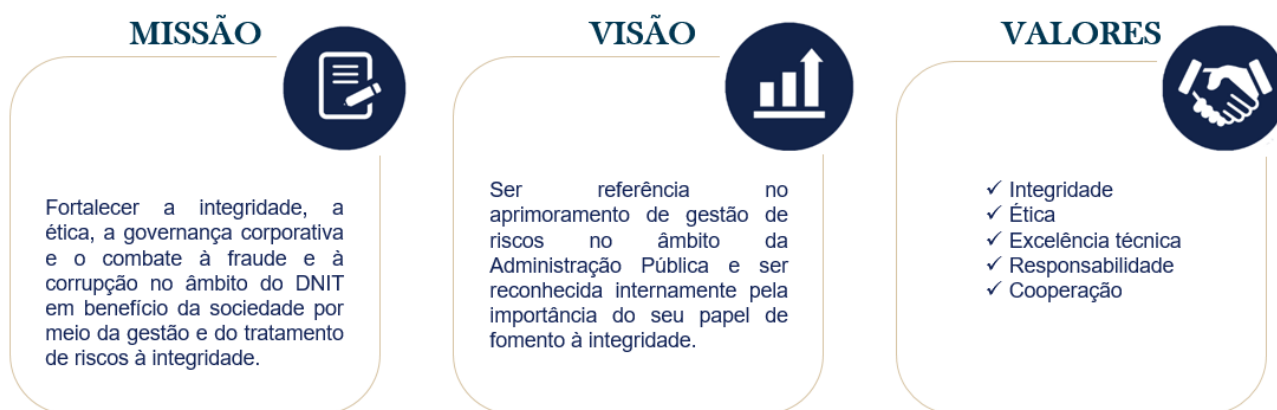 MISSÃO
Fortalecer a integridade, a
ética, a governança corporativa
e o combate à fraude e à
corrupção no âmbito do DNIT
em benefício da sociedade por
meio da gestão e do tratamento
de riscos à integridade.
VISÃO
Ser referência no
aprimoramento de gestão de
riscos no âmbito da
Administração Pública e ser
reconhecida internamente pela
importância do seu papel de
fomento à integridade.
VALORES
✓ Integridade
✓ Ética
✓ Excelência técnica
✓ Responsabilidade
✓ Cooperação